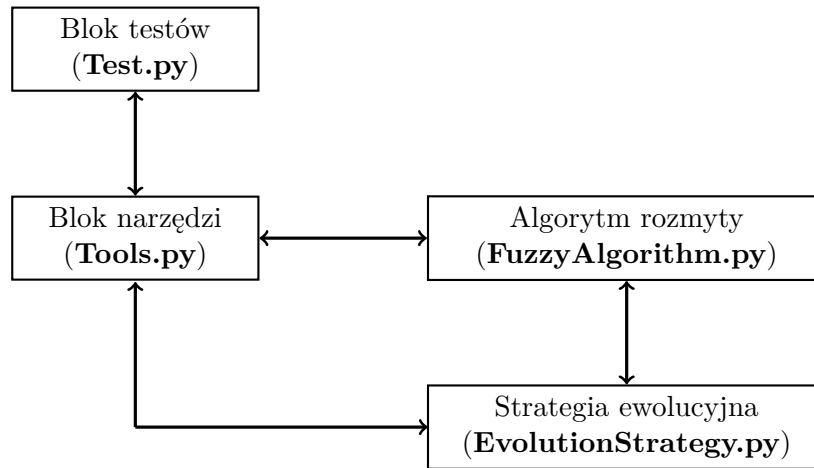 Blok testów
(Test.py)
Blok narzędzi
(Tools.py)
Algorytm rozmyty
(FuzzyAlgorithm.py)
Strategia ewolucyjna
(EvolutionStrategy.py)